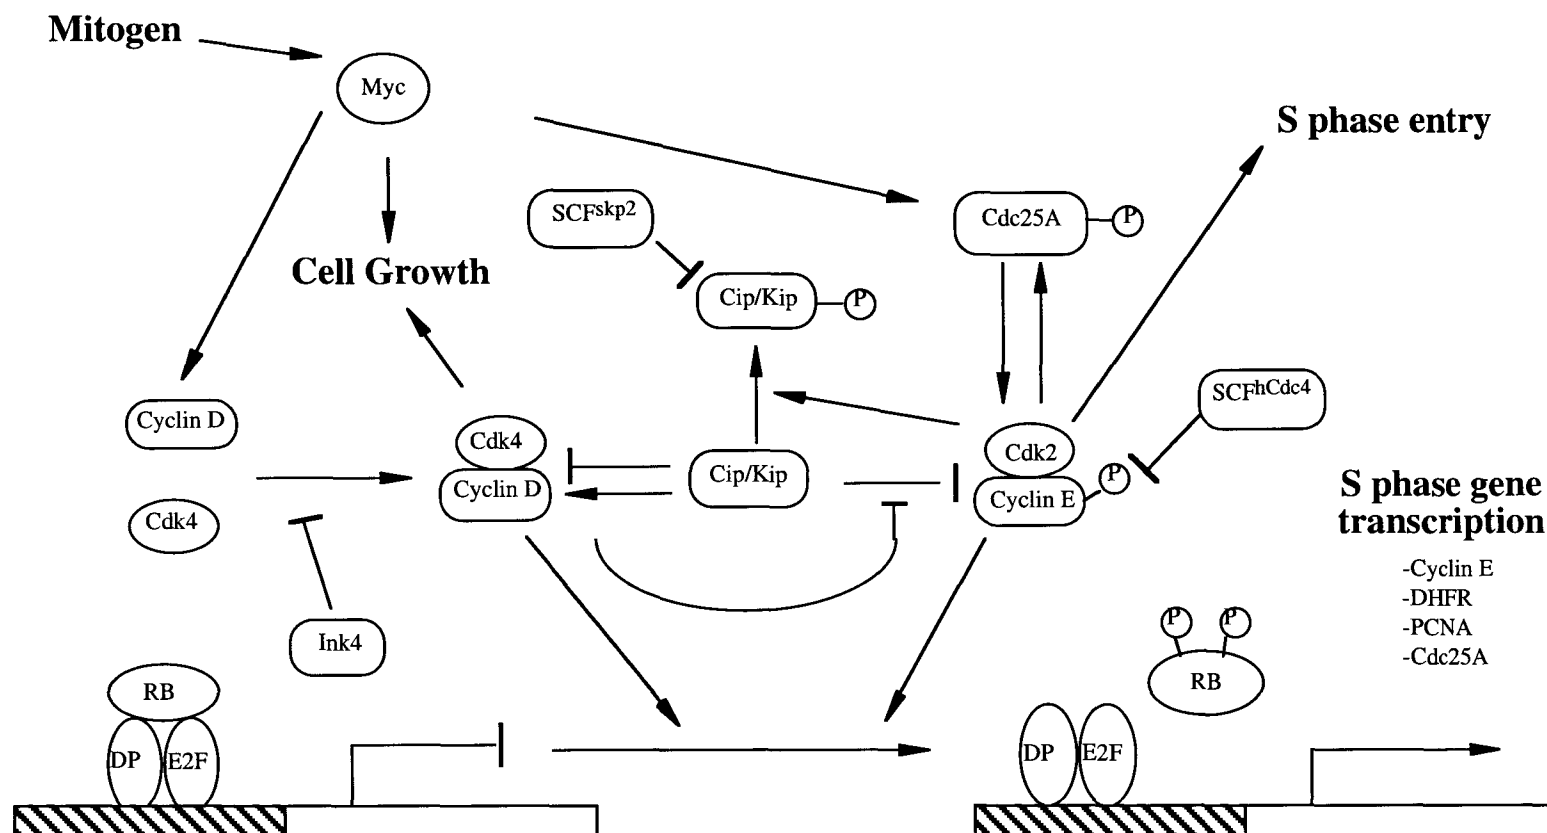 Mitogen
Myc
S phase entry
SCFskp2
Cdc25A
P
Cell Growth
Cip/Kip
P
SCFhCdc4
Cyclin D
Cdk4
Cdk2
Cip/Kip
P
Cyclin D
Cyclin E
Cdk4
S phase gene
transcription
-Cyclin E
-DHFR
-PCNA
-Cdc25A
Ink4
P
P
RB
RB
DP
E2F
DP
E2F